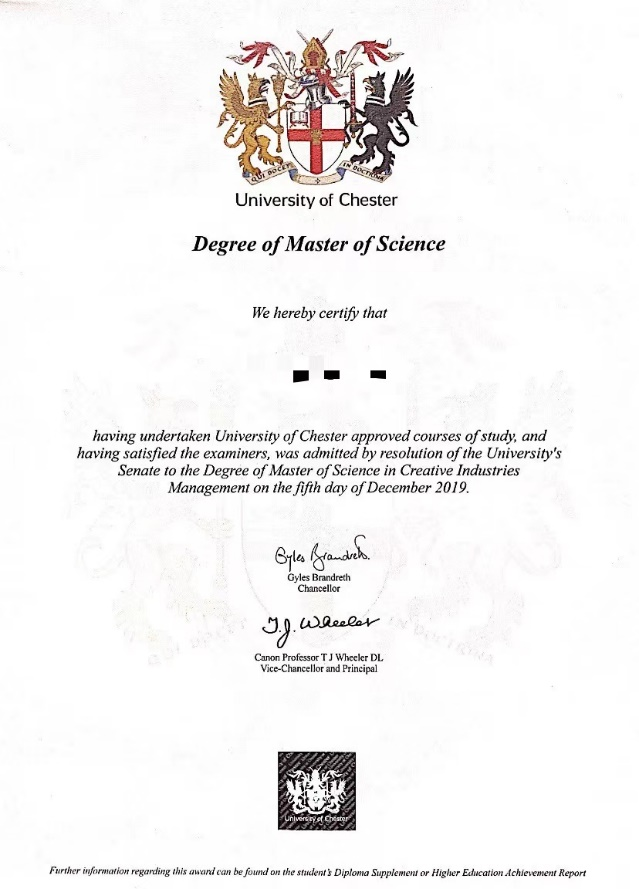 QUI DOCET IN DOCTRINA
University of Chester
Degree of Master of Science
We hereby certify that
having undertaken University of Chester approved courses of study, and
having satisfied the examiners, was admitted by resolution of the University's
Senate to the Degree of Master of Science in Creative Industries
Management on the fifth day of December 2019.
Gyles Brandreth.
Gyles Brandreth
Chancellor
T.J. Wheeler
Canon Professor T J Wheeler DL
Vice-Chancellor and Principal
University of Chester
Further information regarding this award can be found on the student's Diploma Supplement or Higher Education Achievement Report